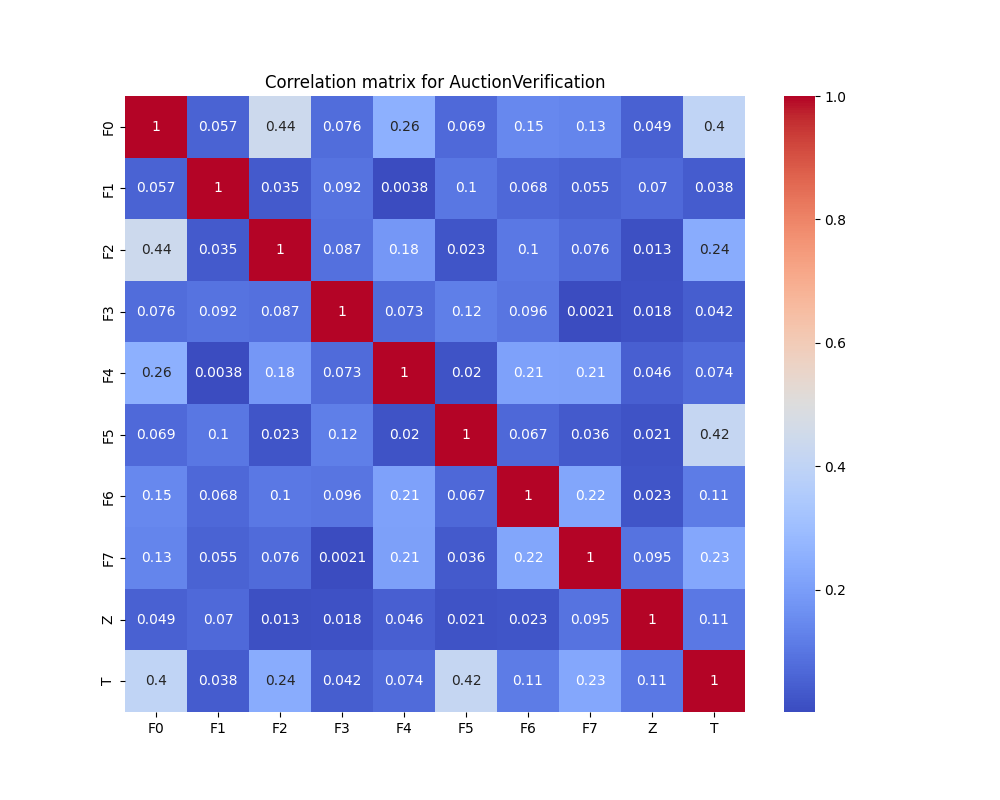 Correlation matrix for AuctionVerification
F0 1 0.057 0.44 0.076 0.26 0.069 0.15 0.13 0.049 0.4
F1 0.057 1 0.035 0.092 0.0038 0.1 0.068 0.055 0.07 0.038
F2 0.44 0.035 1 0.087 0.18 0.023 0.1 0.076 0.013 0.24
F3 0.076 0.092 0.087 1 0.073 0.12 0.096 0.0021 0.018 0.042
F4 0.26 0.0038 0.18 0.073 1 0.02 0.21 0.21 0.046 0.074
F5 0.069 0.1 0.023 0.12 0.02 1 0.067 0.036 0.021 0.42
F6 0.15 0.068 0.1 0.096 0.21 0.067 1 0.22 0.023 0.11
F7 0.13 0.055 0.076 0.0021 0.21 0.036 0.22 1 0.095 0.23
Z 0.049 0.07 0.013 0.018 0.046 0.021 0.023 0.095 1 0.11
T 0.4 0.038 0.24 0.042 0.074 0.42 0.11 0.23 0.11 1
F0 F1 F2 F3 F4 F5 F6 F7 Z T
1.0
0.8
0.6
0.4
0.2